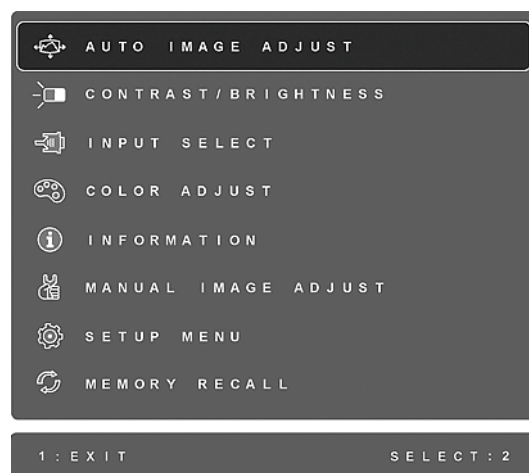 AUTO IMAGE ADJUST
CONTRAST/BRIGHTNESS
INPUT SELECT
COLOR ADJUST
INFORMATION
MANUAL IMAGE ADJUST
SETUP MENU
MEMORY RECALL
1:EXIT SELECT:2